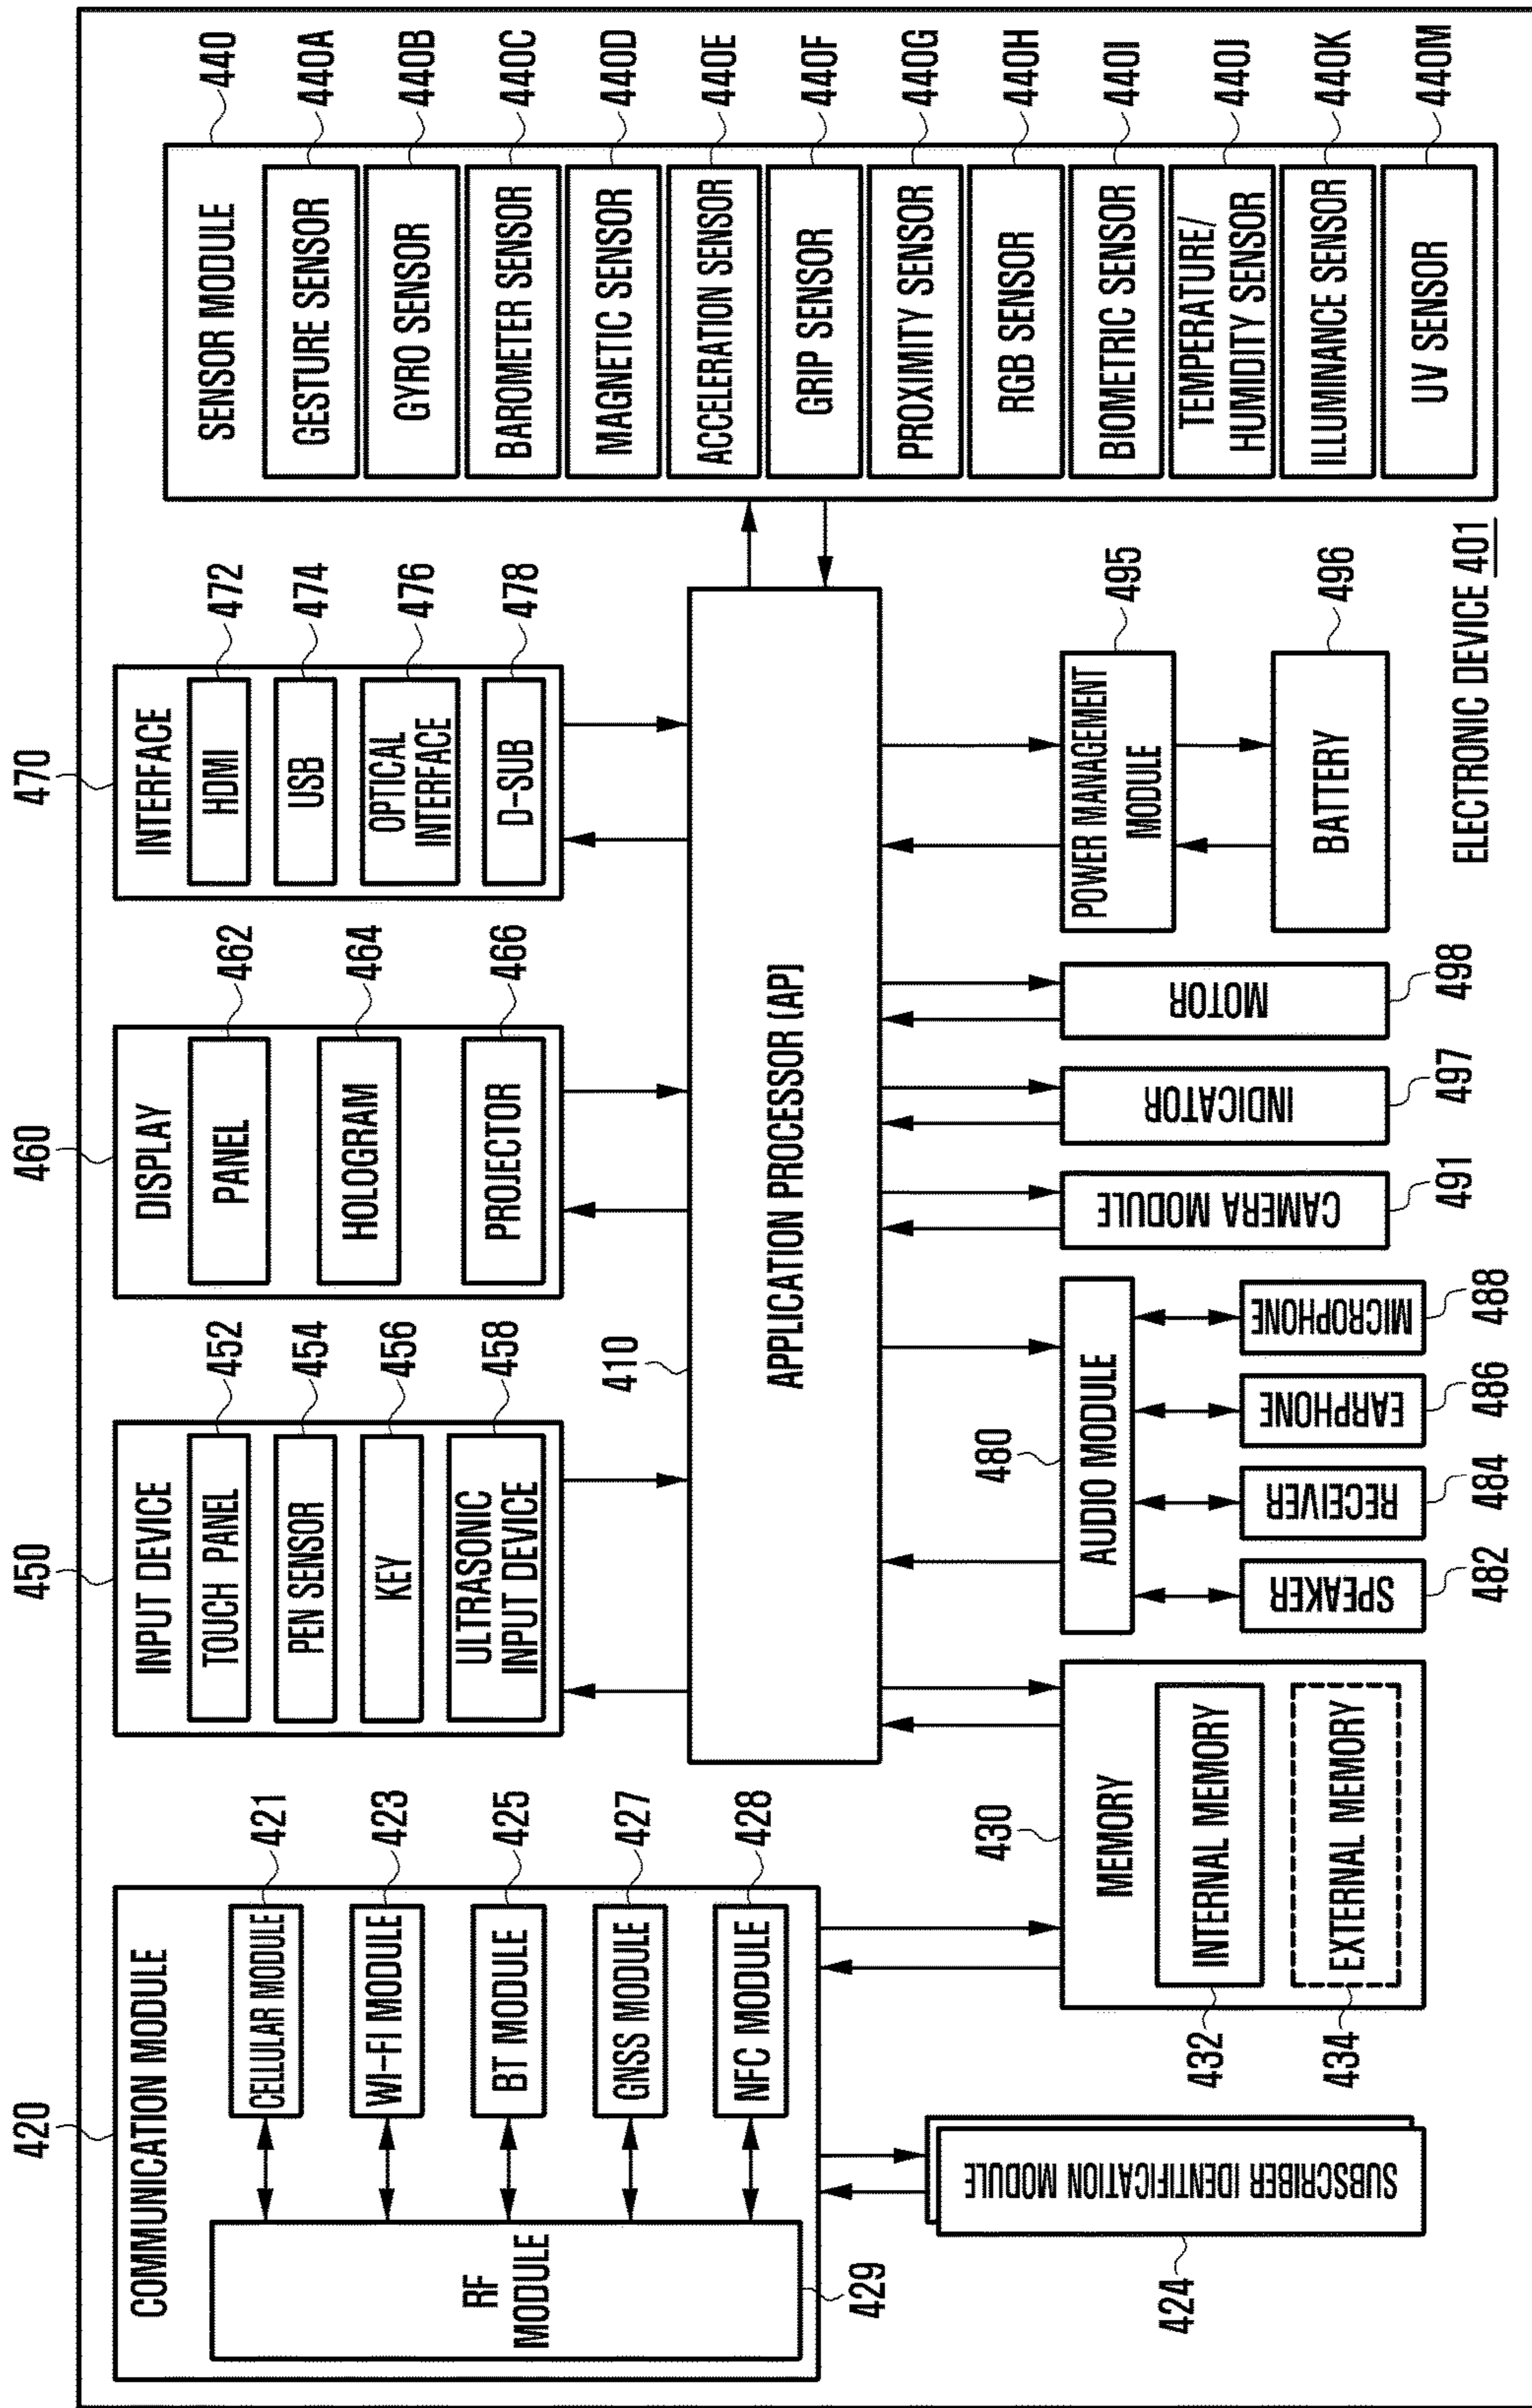 420
COMMUNICATION MODULE
CELLULAR MODULE
421
WI-FI MODULE
423
BT MODULE
425
GNSS MODULE
427
NFC MODULE
428
RF
MODULE
429
SUBSCRIBER IDENTIFICATION MODULE
424
450
INPUT DEVICE
TOUCH PANEL
452
PEN SENSOR
454
KEY
456
ULTRASONIC
INPUT DEVICE
458
460
DISPLAY
PANEL
462
HOLOGRAM
464
PROJECTOR
466
470
INTERFACE
HDMI
472
USB
474
OPTICAL
INTERFACE
476
D-SUB
478
410
APPLICATION PROCESSOR (AP)
440
SENSOR MODULE
GESTURE SENSOR
440A
GYRO SENSOR
440B
BAROMETER SENSOR
440C
MAGNETIC SENSOR
440D
ACCELERATION SENSOR
440E
GRIP SENSOR
440F
PROXIMITY SENSOR
440G
RGB SENSOR
440H
BIOMETRIC SENSOR
440I
TEMPERATURE/
HUMIDITY SENSOR
440J
ILLUMINANCE SENSOR
440K
UV SENSOR
440M
430
MEMORY
INTERNAL MEMORY
432
EXTERNAL MEMORY
434
480
AUDIO MODULE
SPEAKER
482
RECEIVER
484
EARPHONE
486
MICROPHONE
488
CAMERA MODULE
491
INDICATOR
497
MOTOR
498
POWER MANAGEMENT
MODULE
495
BATTERY
496
ELECTRONIC DEVICE 401